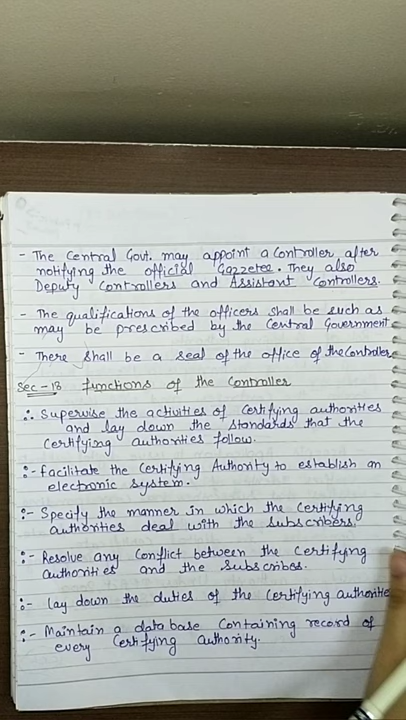 - The Central Govt. may appoint a Controller, after
notifying the official Gazzetee. They also
Deputy Controllers and Assistant Controllers.
- The qualifications of the officers shall be such as
may be prescribed by the Central Government
- There shall be a seal of the office of the Controller
Sec-18 functions of the Controller
∴ Supervise the activities of Certifying authorities
and lay down the standards that the
Certifying authorities follow.
:- facilitate the Certifying Authority to establish an
electronic system.
:- Specify the manner in which the Certifying
authorities deal with the subscribers.
:- Resolve any Conflict between the Certifying
authorities and the Subscribes.
:- lay down the duties of the Certifying authorities
:- Maintain a data base Containing record of
every Certifying Authority.